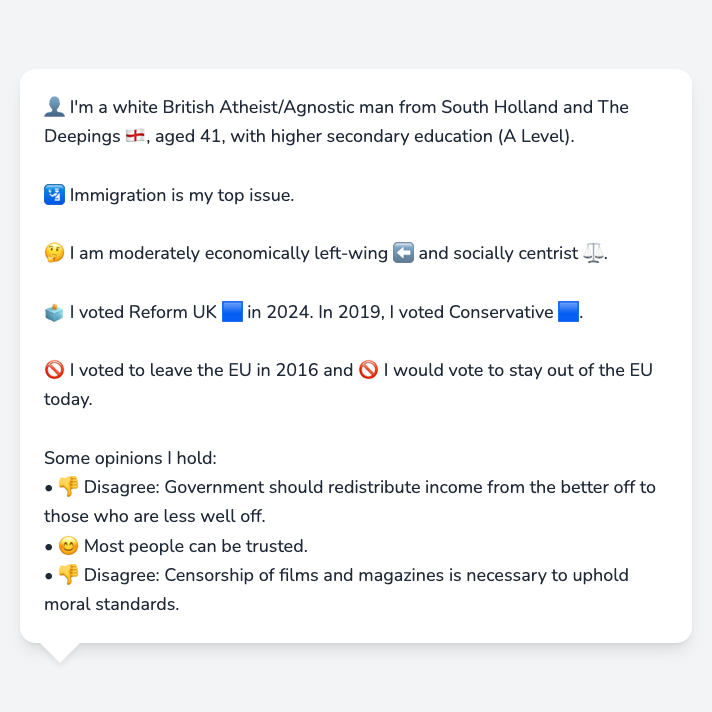 👤 I'm a white British Atheist/Agnostic man from South Holland and The
Deepings 🏴󠁧󠁢󠁥󠁮󠁧󠁿, aged 41, with higher secondary education (A Level).
🛂 Immigration is my top issue.
🤔 I am moderately economically left-wing ⬅️ and socially centrist ⚖️.
🗳️ I voted Reform UK 🟦 in 2024. In 2019, I voted Conservative 🟦.
🚫 I voted to leave the EU in 2016 and 🚫 I would vote to stay out of the EU
today.
Some opinions I hold:
• 👎 Disagree: Government should redistribute income from the better off to
those who are less well off.
• 😊 Most people can be trusted.
• 👎 Disagree: Censorship of films and magazines is necessary to uphold
moral standards.